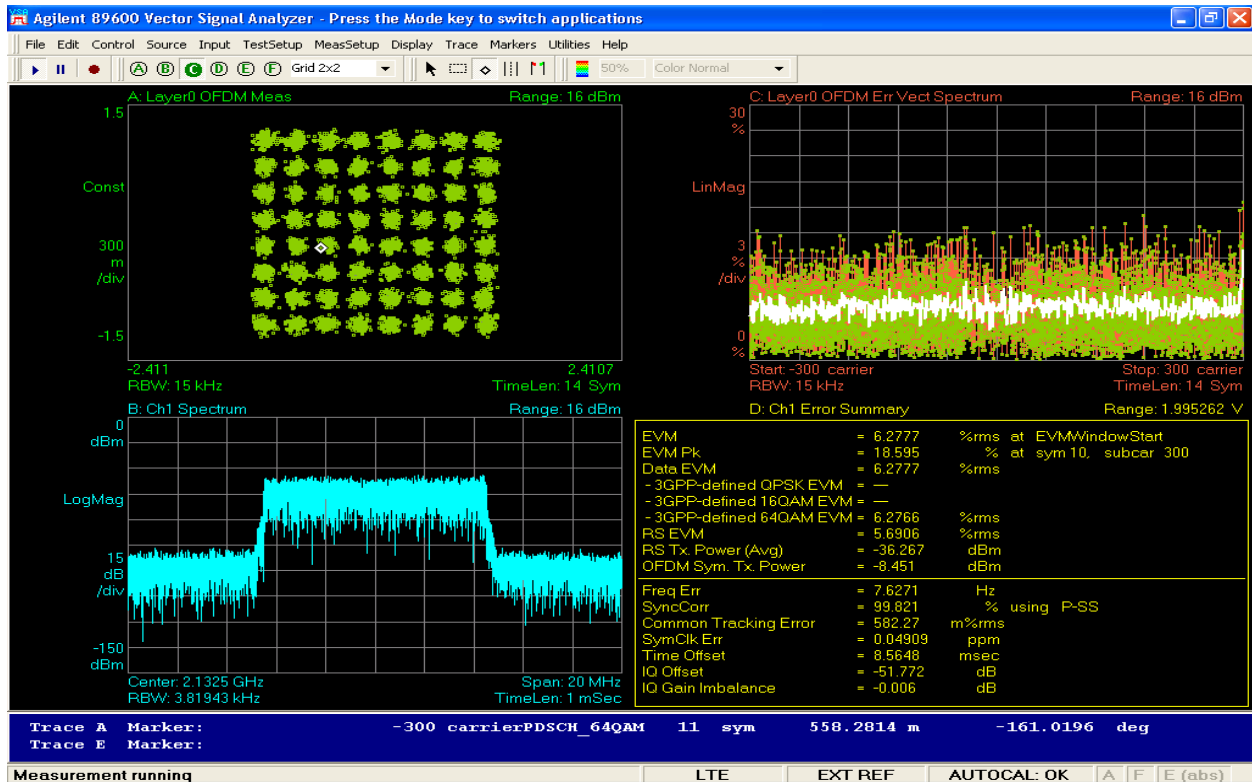 Agilent 89600 Vector Signal Analyzer - Press the Mode key to switch applications
File Edit Control Source Input TestSetup MeasSetup Display Trace Markers Utilities Help
A B C D E F Grid 2x2 50% Color Normal
A: Layer0 OFDM Meas Range: 16 dBm
1.5
Const
300
m
/div
-1.5
-2.411 2.4107
RBW: 15 kHz TimeLen: 14 Sym
C: Layer0 OFDM Err Vect Spectrum Range: 16 dBm
30
%
LinMag
3
%
/div
0
%
Start: -300 carrier Stop: 300 carrier
RBW: 15 kHz TimeLen: 14 Sym
B: Ch1 Spectrum Range: 16 dBm
0
dBm
LogMag
15
dB
/div
-150
dBm
Center: 2.1325 GHz Span: 20 MHz
RBW: 3.81943 kHz TimeLen: 1 mSec
D: Ch1 Error Summary Range: 1.995262 V
EVM = 6.2777 %rms at EVMWindowStart
EVM Pk = 18.595 % at sym 10, subcar 300
Data EVM = 6.2777 %rms
- 3GPP-defined QPSK EVM = —
- 3GPP-defined 16QAM EVM = —
- 3GPP-defined 64QAM EVM = 6.2766 %rms
RS EVM = 5.6906 %rms
RS Tx. Power (Avg) = -36.267 dBm
OFDM Sym. Tx. Power = -8.451 dBm
Freq Err = 7.6271 Hz
SyncCorr = 99.821 % using P-SS
Common Tracking Error = 582.27 m%rms
SymClk Err = 0.04909 ppm
Time Offset = 8.5648 msec
IQ Offset = -51.772 dB
IQ Gain Imbalance = -0.006 dB
Trace A Marker: -300 carrierPDSCH_64QAM 11 sym 558.2814 m -161.0196 deg
Trace E Marker:
Measurement running LTE EXT REF AUTOCAL: OK A F E (abs)